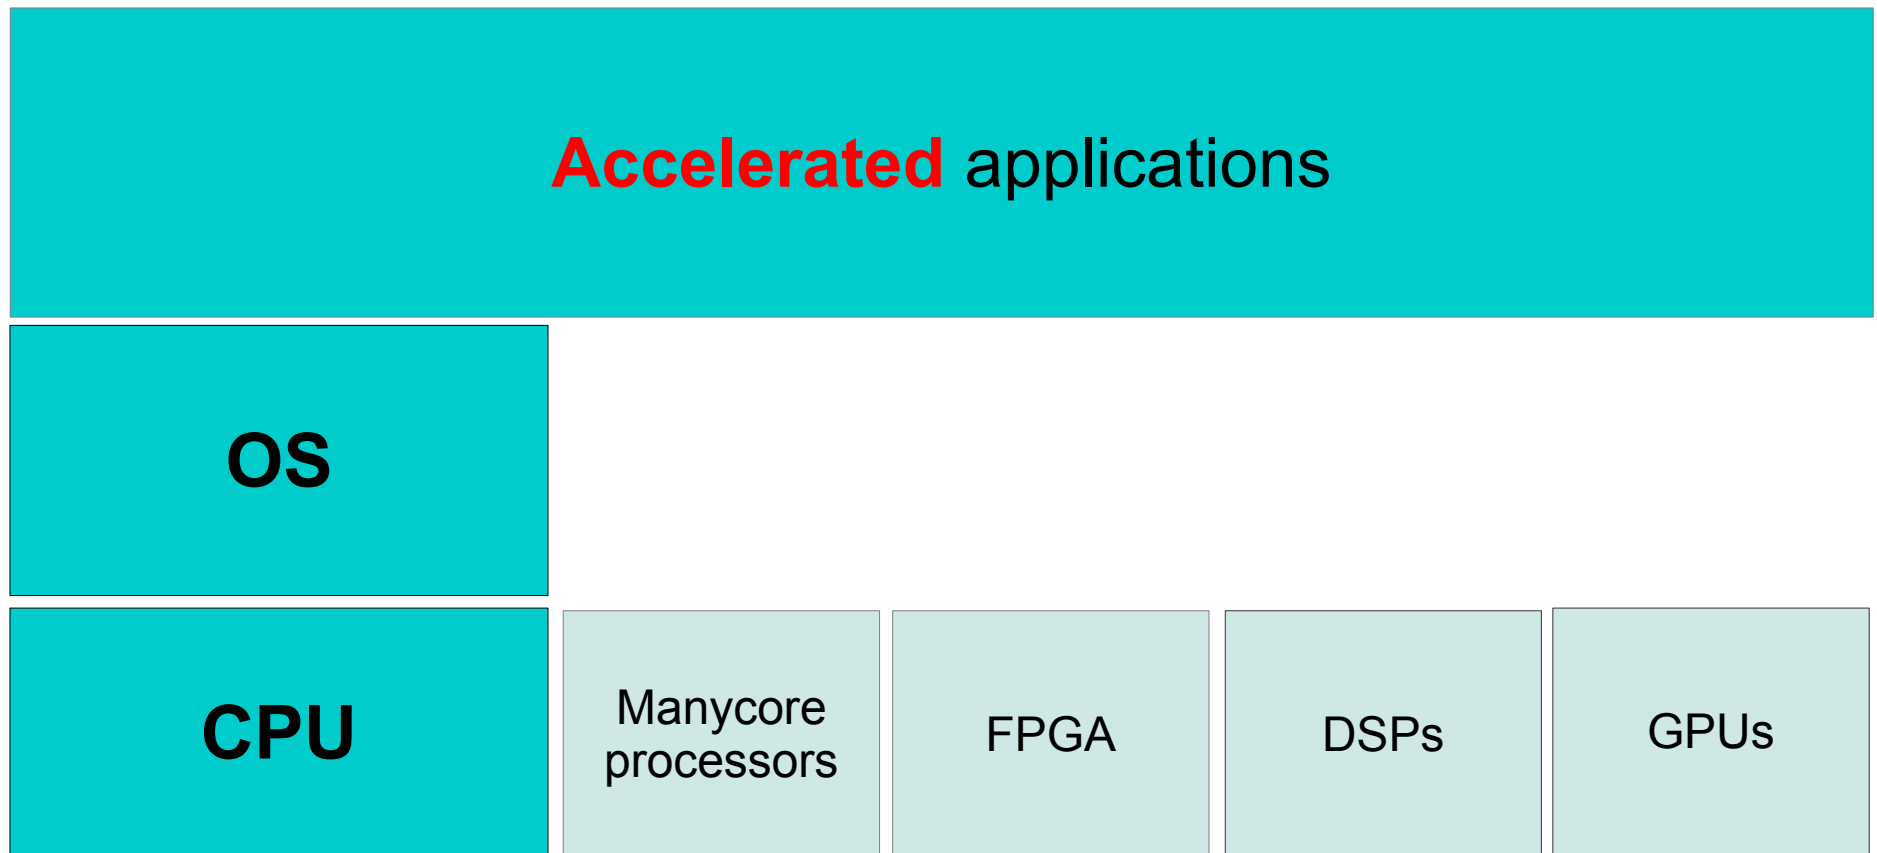 Accelerated applications
OS
CPU
Manycore
processors
FPGA
DSPs
GPUs